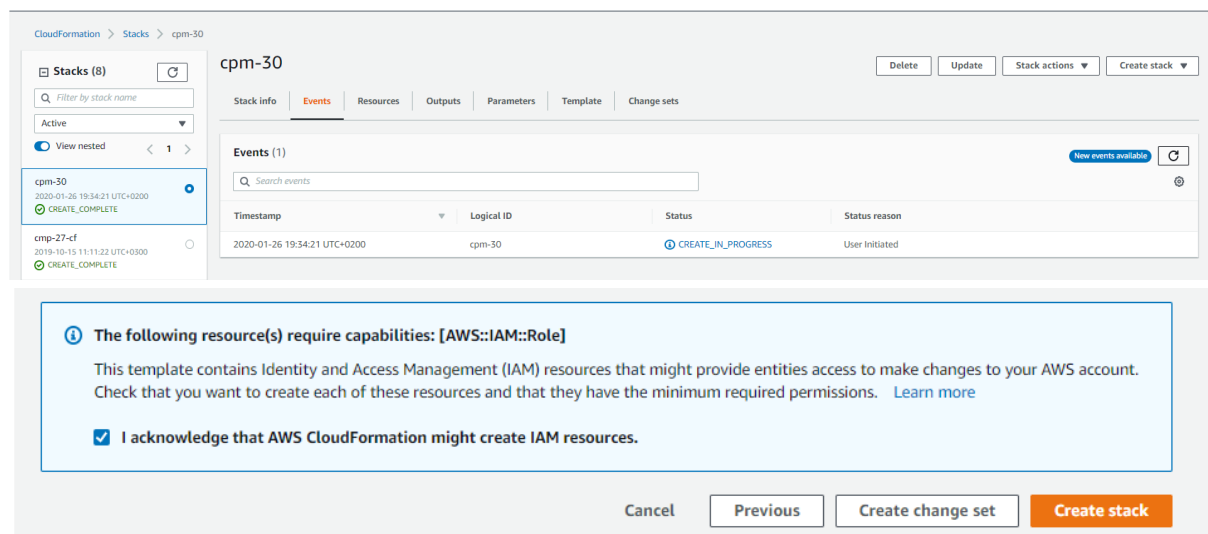 CloudFormation > Stacks > cpm-30
Stacks (8)
Filter by stack name
Active
View nested < 1 >
cpm-30
2020-01-26 19:34:21 UTC+0200
CREATE_COMPLETE
cmp-27-cf
2019-10-15 11:11:22 UTC+0300
CREATE_COMPLETE
cpm-30
Delete Update Stack actions Create stack
Stack info Events Resources Outputs Parameters Template Change sets
Events (1)
New events available
Search events
Timestamp Logical ID Status Status reason
2020-01-26 19:34:21 UTC+0200 cpm-30 CREATE_IN_PROGRESS User Initiated
The following resource(s) require capabilities: [AWS::IAM::Role]
This template contains Identity and Access Management (IAM) resources that might provide entities access to make changes to your AWS account.
Check that you want to create each of these resources and that they have the minimum required permissions. Learn more
I acknowledge that AWS CloudFormation might create IAM resources.
Cancel Previous Create change set Create stack